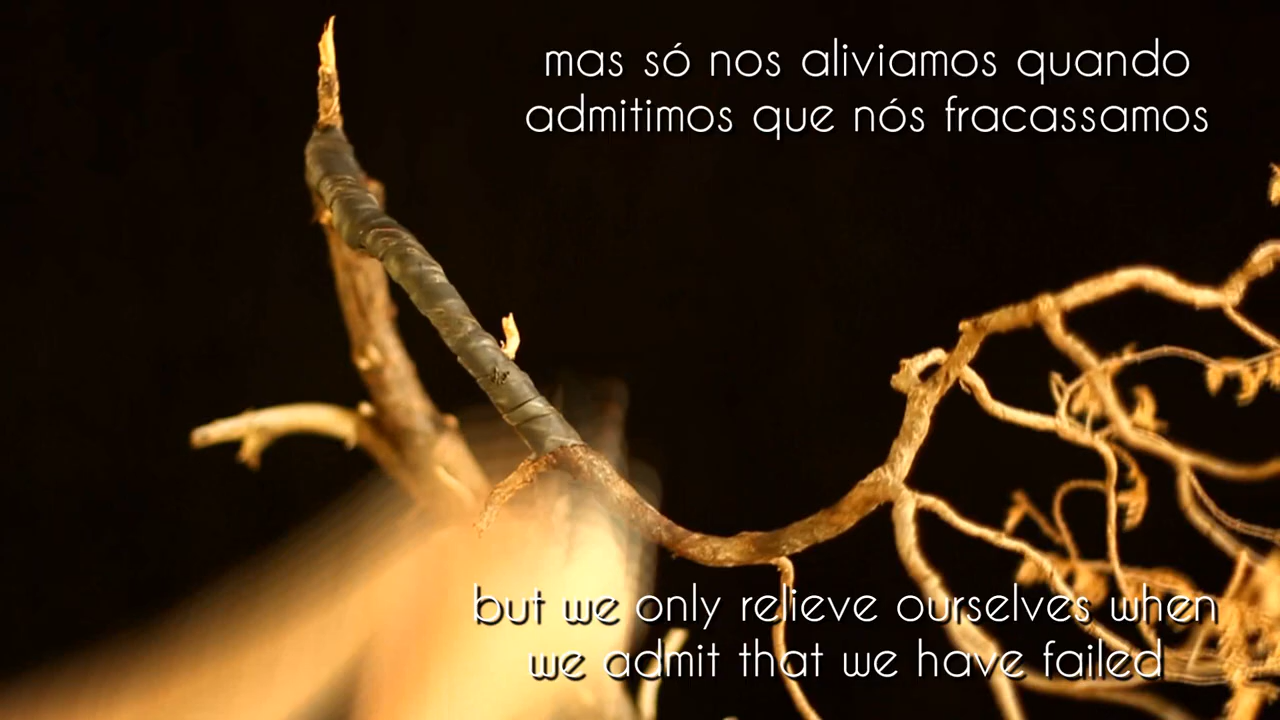 mas só nos aliviamos quando
admitimos que nós fracassamos
but we only relieve ourselves when
we admit that we have failed